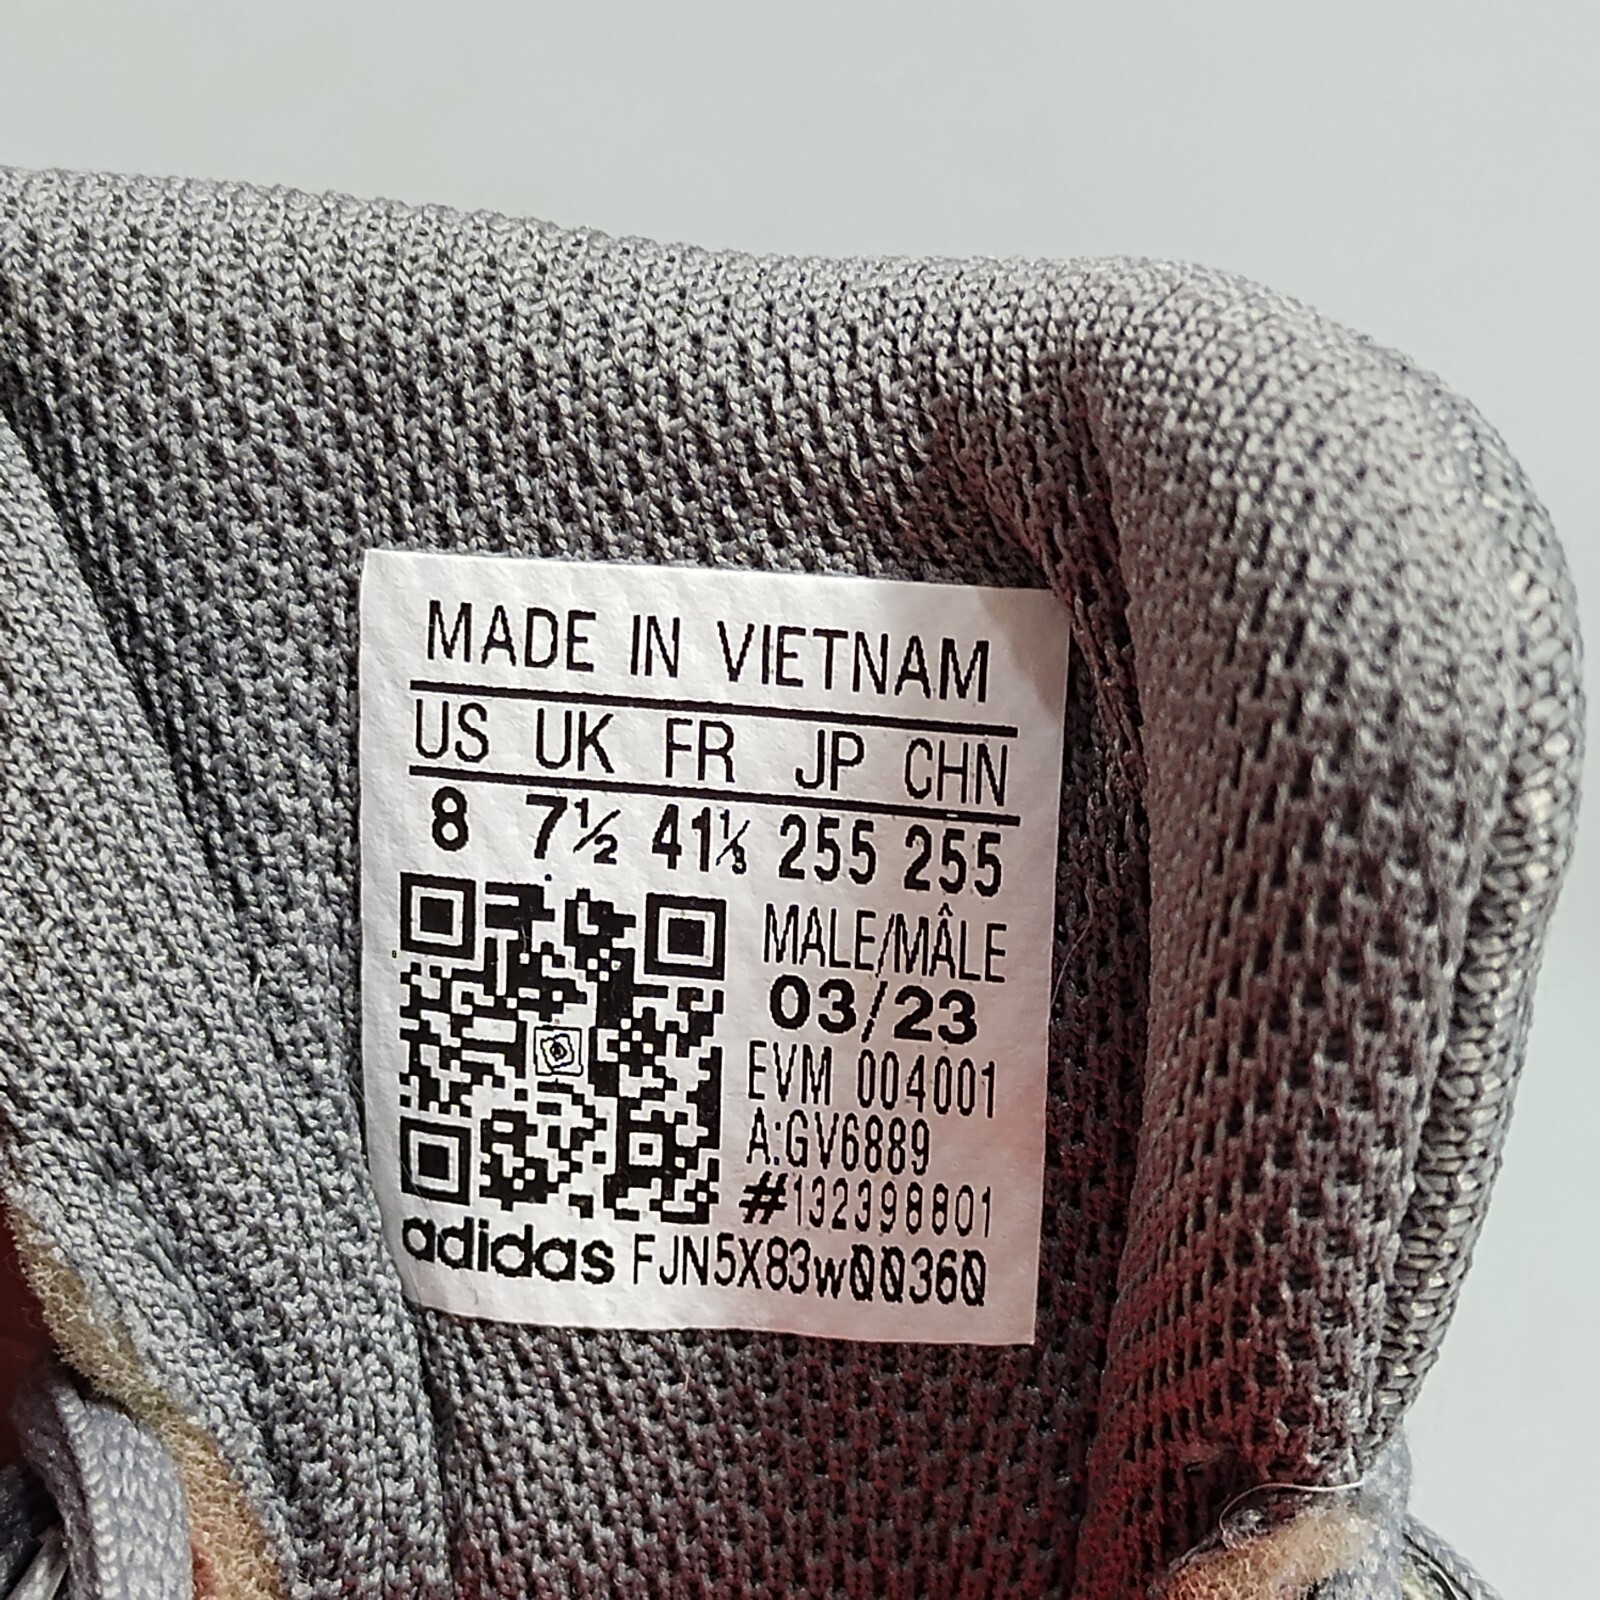 MADE IN VIETNAM
US UK FR JP CHN
8 7½ 41⅓ 255 255
MALE/MÂLE
03/23
EVM 004001
A:GV6889
#132398801
adidas FJN5X83w00360